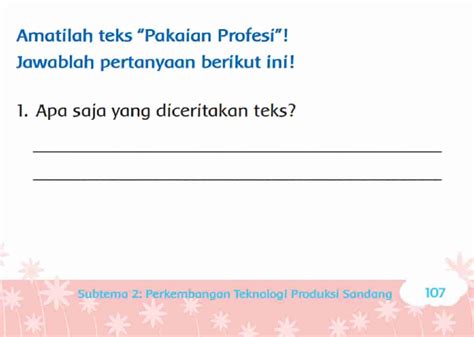 Amatilah teks “Pakaian Profesi”!
Jawablah pertanyaan berikut ini!
1. Apa saja yang diceritakan teks?
Subtema 2: Perkembangan Teknologi Produksi Sandang 107